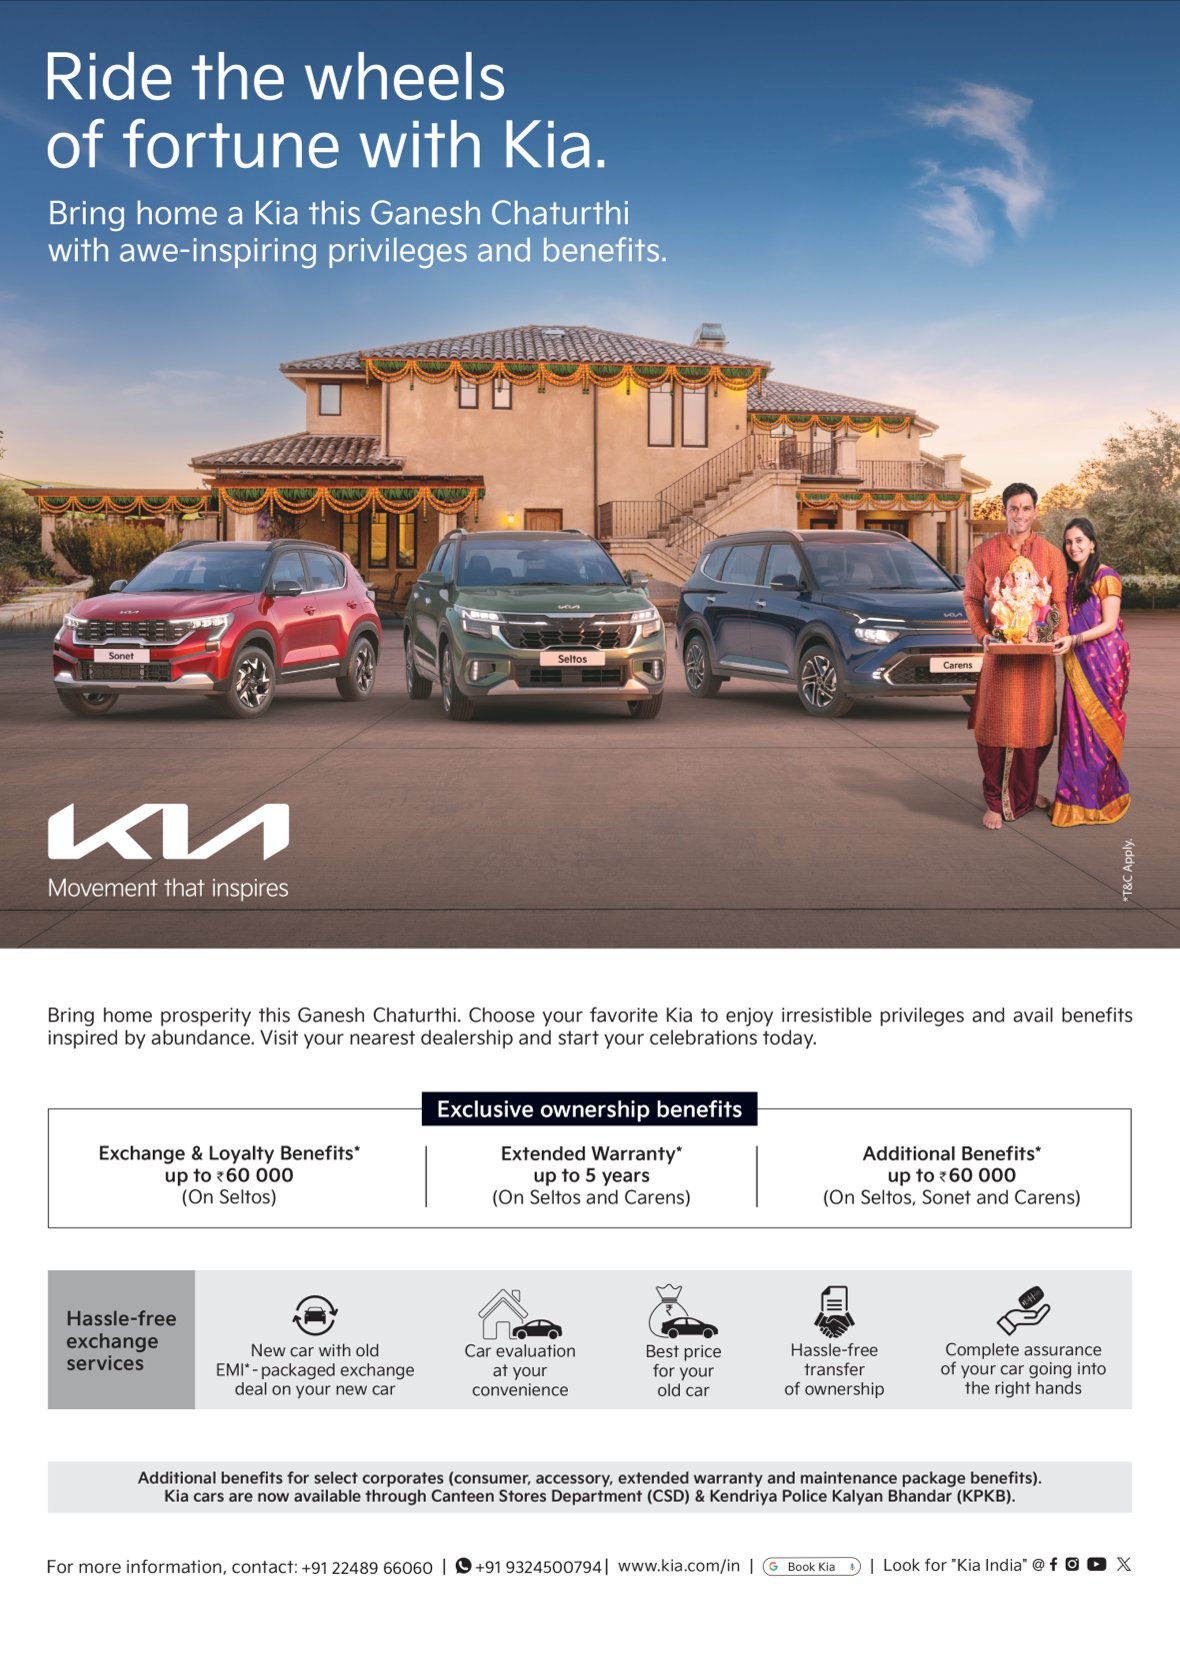 Ride the wheels
of fortune with Kia.
Bring home a Kia this Ganesh Chaturthi
with awe-inspiring privileges and benefits.
Sonet
Seltos
Carens
KIA
Movement that inspires
*T&C Apply.
Bring home prosperity this Ganesh Chaturthi. Choose your favorite Kia to enjoy irresistible privileges and avail benefits
inspired by abundance. Visit your nearest dealership and start your celebrations today.
Exclusive ownership benefits
Exchange & Loyalty Benefits*
up to ₹60 000
(On Seltos)
Extended Warranty*
up to 5 years
(On Seltos and Carens)
Additional Benefits*
up to ₹60 000
(On Seltos, Sonet and Carens)
Hassle-free
exchange
services
New car with old
EMI* - packaged exchange
deal on your new car
Car evaluation
at your
convenience
₹
Best price
for your
old car
Hassle-free
transfer
of ownership
Complete assurance
of your car going into
the right hands
Additional benefits for select corporates (consumer, accessory, extended warranty and maintenance package benefits).
Kia cars are now available through Canteen Stores Department (CSD) & Kendriya Police Kalyan Bhandar (KPKB).
For more information, contact: +91 22489 66060 | +91 9324500794 | www.kia.com/in | G Book Kia | Look for "Kia India" @